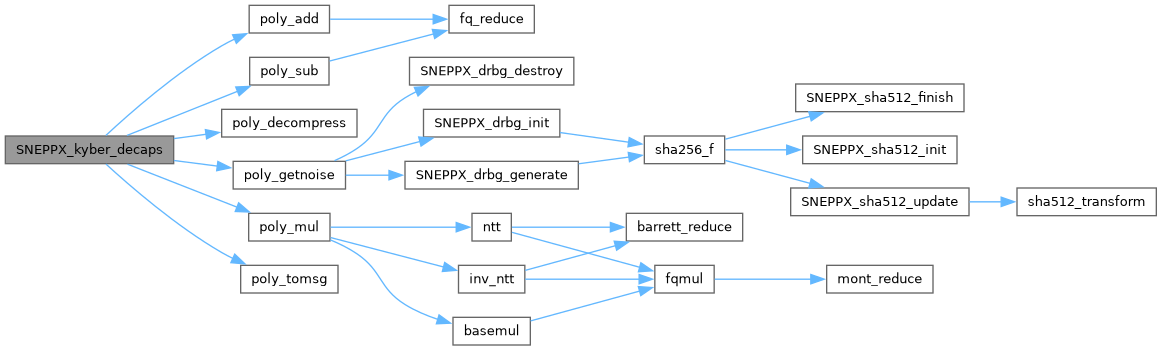 SNEPPX_kyber_decaps
poly_add
fq_reduce
poly_sub
SNEPPX_drbg_destroy
poly_decompress
SNEPPX_drbg_init
poly_getnoise
SNEPPX_drbg_generate
sha256_f
SNEPPX_sha512_finish
SNEPPX_sha512_init
SNEPPX_sha512_update
sha512_transform
poly_mul
ntt
barrett_reduce
inv_ntt
fqmul
mont_reduce
basemul
poly_tomsg